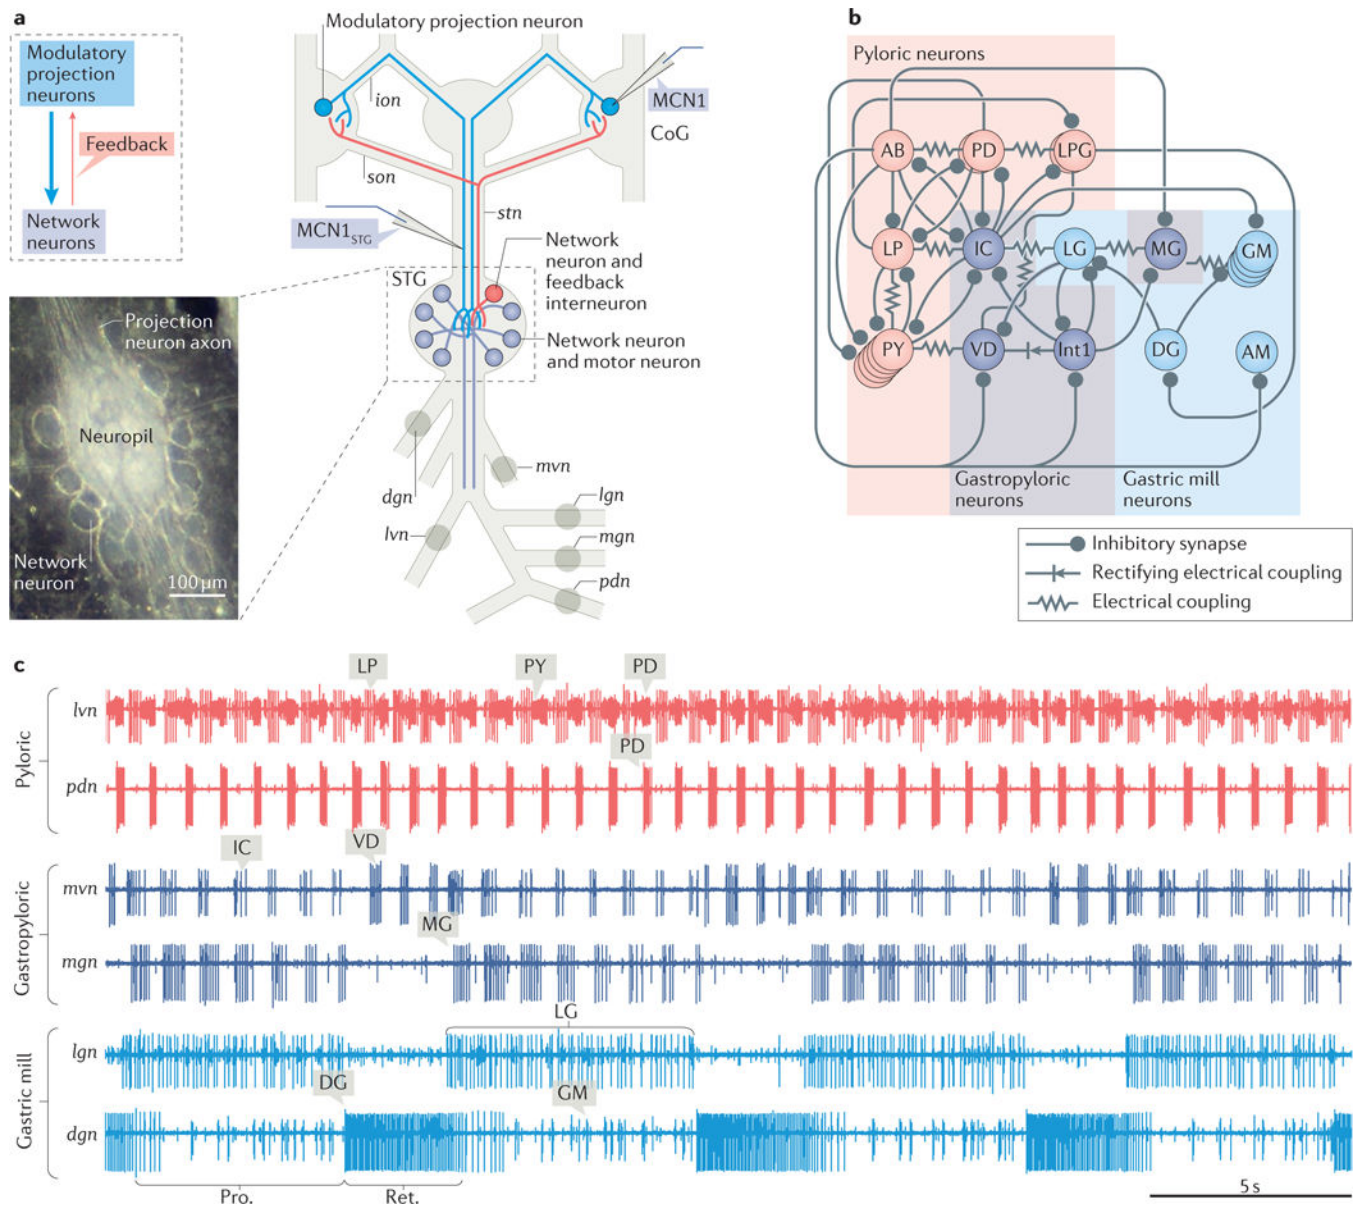 a
Modulatory
projection
neurons
Feedback
Network
neurons
Modulatory projection neuron
ion
MCN1
CoG
son
stn
MCN1STG
STG
Network
neuron and
feedback
interneuron
Network neuron
and motor neuron
Projection
neuron axon
Neuropil
Network
neuron
100 µm
dgn
mvn
lvn
lgn
mgn
pdn
b
Pyloric neurons
AB
PD
LPG
LP
IC
LG
MG
GM
PY
VD
Int1
DG
AM
Gastropyloric
neurons
Gastric mill
neurons
Inhibitory synapse
Rectifying electrical coupling
Electrical coupling
c
LP
PY
PD
Pyloric
lvn
PD
pdn
IC
VD
Gastropyloric
mvn
MG
mgn
LG
Gastric mill
lgn
DG
GM
dgn
Pro.
Ret.
5 s